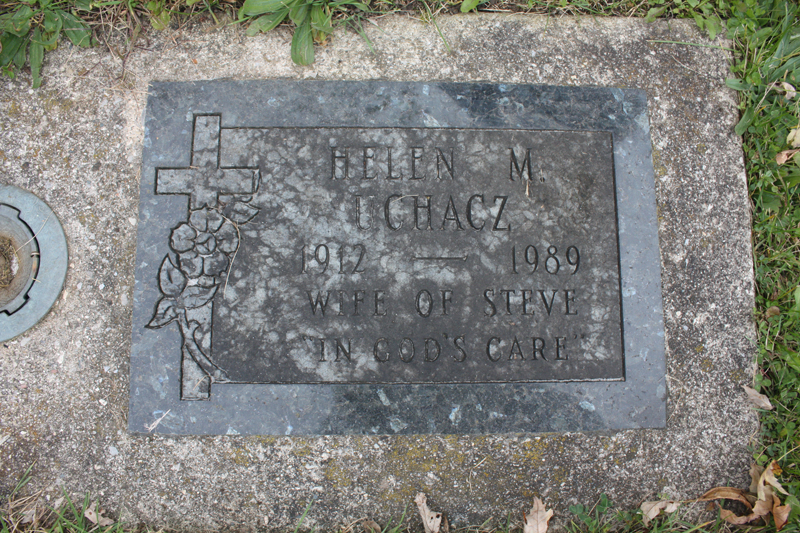 HELEN M.
UCHACZ
1912 — 1989
WIFE OF STEVE
"IN GOD'S CARE"